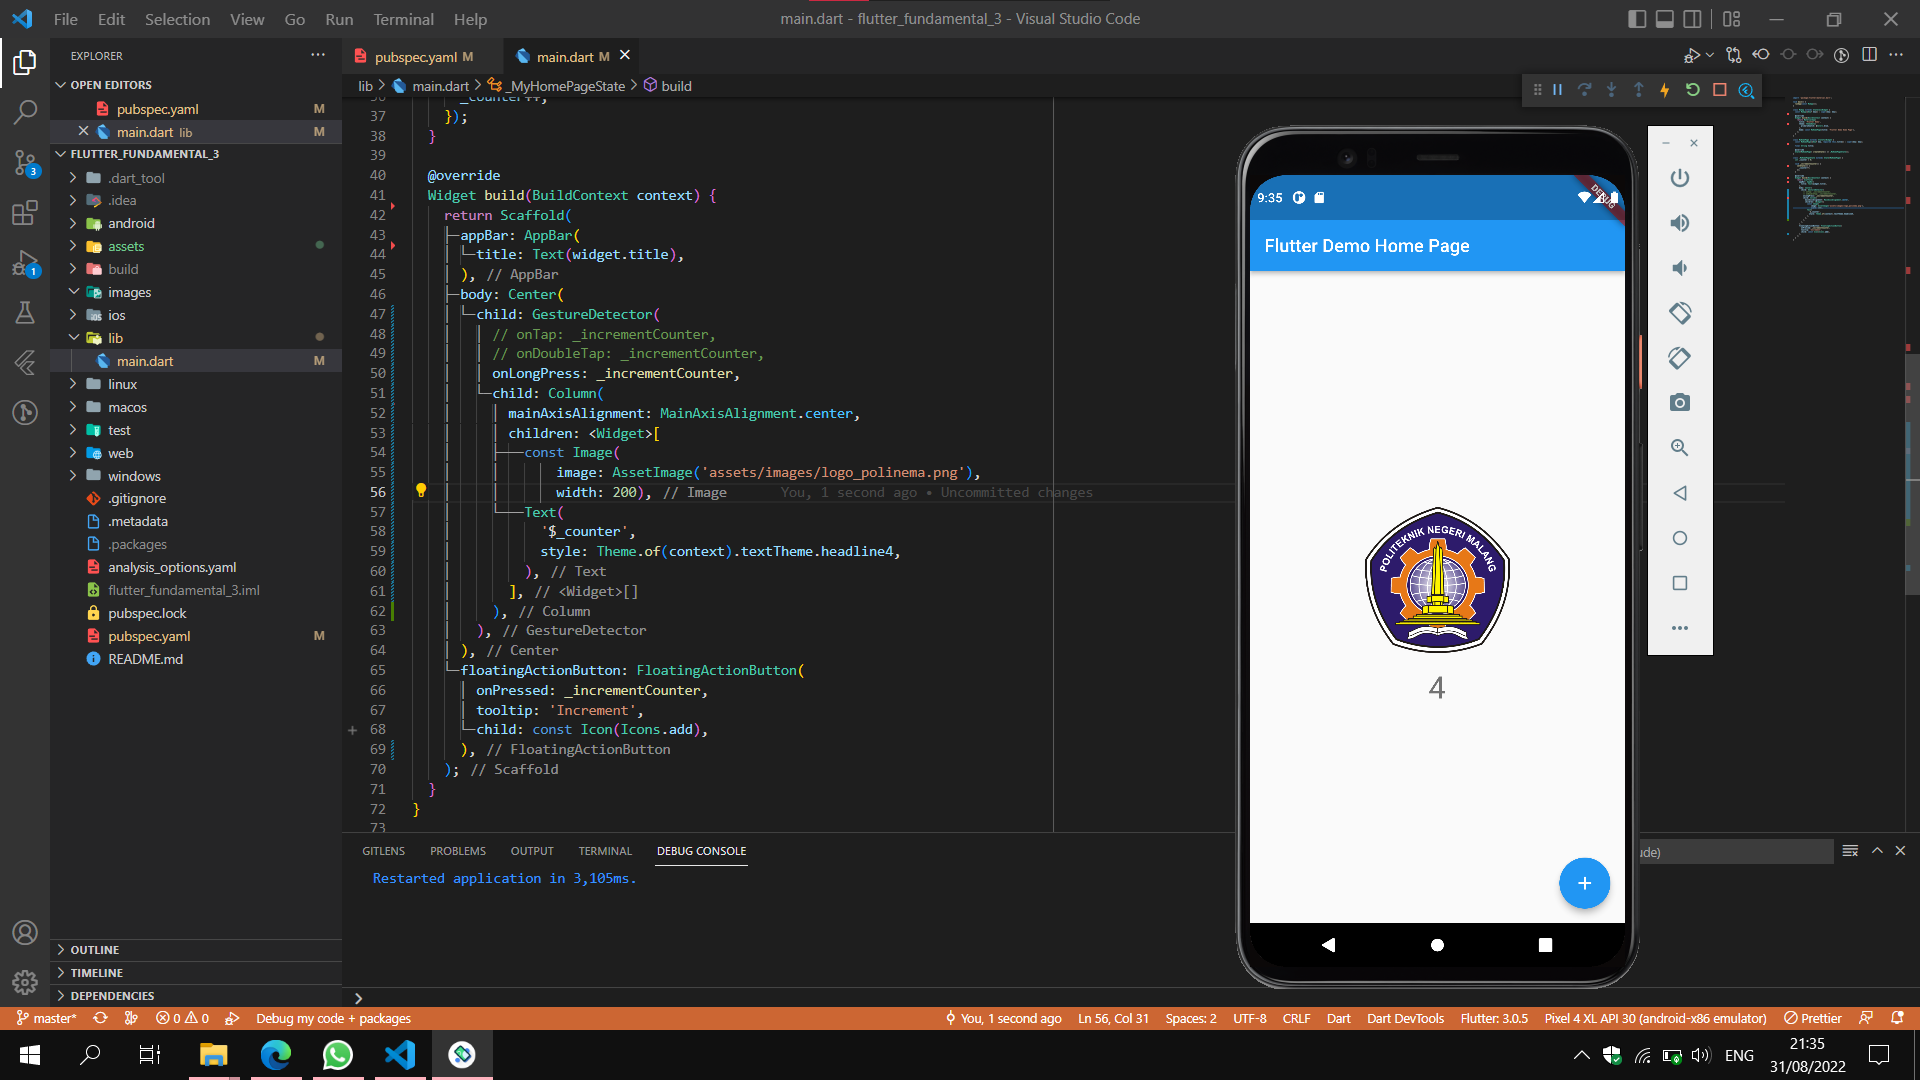 File Edit Selection View Go Run Terminal Help
main.dart - flutter_fundamental_3 - Visual Studio Code
EXPLORER
OPEN EDITORS
pubspec.yaml M
main.dart lib M
FLUTTER_FUNDAMENTAL_3
.dart_tool
.idea
android
assets
build
images
ios
lib
main.dart M
linux
macos
test
web
windows
.gitignore
.metadata
.packages
analysis_options.yaml
flutter_fundamental_3.iml
pubspec.lock
pubspec.yaml M
README.md
OUTLINE
TIMELINE
DEPENDENCIES
3
1
pubspec.yaml M
main.dart M
lib > main.dart > _MyHomePageState > build
36 _counter++;
37 });
38 }
39
40 @override
41 Widget build(BuildContext context) {
42 return Scaffold(
43 appBar: AppBar(
44 title: Text(widget.title),
45 ), // AppBar
46 body: Center(
47 child: GestureDetector(
48 // onTap: _incrementCounter,
49 // onDoubleTap: _incrementCounter,
50 onLongPress: _incrementCounter,
51 child: Column(
52 mainAxisAlignment: MainAxisAlignment.center,
53 children: <Widget>[
54 const Image(
55 image: AssetImage('assets/images/logo_polinema.png'),
56 width: 200), // Image You, 1 second ago • Uncommitted changes
57 Text(
58 '$_counter',
59 style: Theme.of(context).textTheme.headline4,
60 ), // Text
61 ], // <Widget>[]
62 ), // Column
63 ), // GestureDetector
64 ), // Center
65 floatingActionButton: FloatingActionButton(
66 onPressed: _incrementCounter,
67 tooltip: 'Increment',
68 child: const Icon(Icons.add),
69 ), // FloatingActionButton
70 ); // Scaffold
71 }
72 }
73
GITLENS PROBLEMS OUTPUT TERMINAL DEBUG CONSOLE
Restarted application in 3,105ms.
ude)
9:35
DEBUG
Flutter Demo Home Page
POLITEKNIK NEGERI MALANG
4
master* 0 0 Debug my code + packages
You, 1 second ago Ln 56, Col 31 Spaces: 2 UTF-8 CRLF Dart Dart DevTools Flutter: 3.0.5 Pixel 4 XL API 30 (android-x86 emulator) Prettier
ENG
21:35
31/08/2022